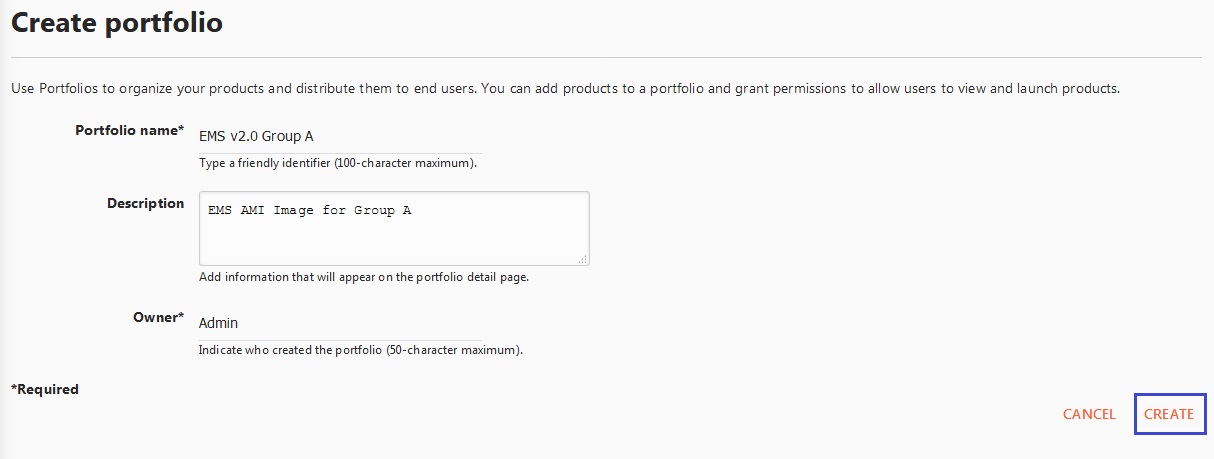 Create portfolio
Use Portfolios to organize your products and distribute them to end users. You can add products to a portfolio and grant permissions to allow users to view and launch products.
Portfolio name* EMS v2.0 Group A
Type a friendly identifier (100-character maximum).
Description EMS AMI Image for Group A
Add information that will appear on the portfolio detail page.
Owner* Admin
Indicate who created the portfolio (50-character maximum).
*Required
CANCEL CREATE